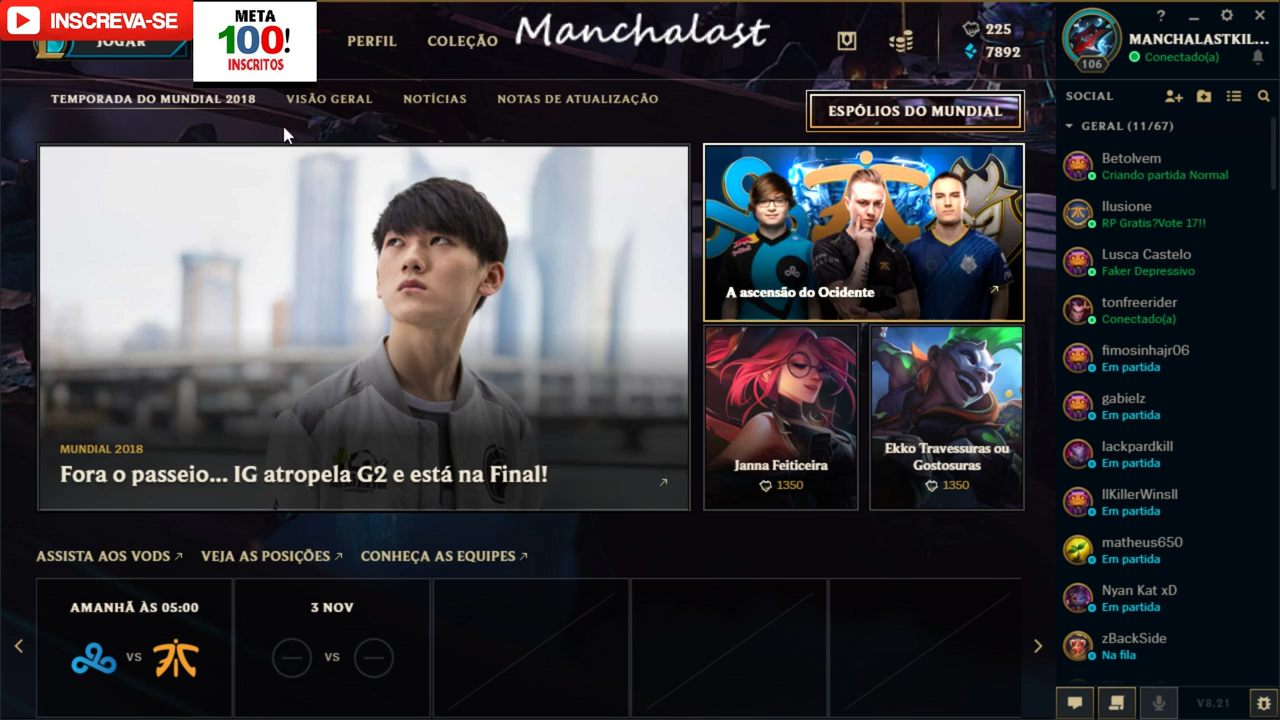 INSCREVA-SE
META
100!
INSCRITOS
JOGAR
PERFIL
COLEÇÃO
Manchalast
225
7892
?
MANCHALASTKIL...
Conectado(a)
106
TEMPORADA DO MUNDIAL 2018
VISÃO GERAL
NOTÍCIAS
NOTAS DE ATUALIZAÇÃO
ESPÓLIOS DO MUNDIAL
MUNDIAL 2018
Fora o passeio... IG atropela G2 e está na Final!
A ascensão do Ocidente
Janna Feiticeira
1350
Ekko Travessuras ou
Gostosuras
1350
ASSISTA AOS VODS
VEJA AS POSIÇÕES
CONHEÇA AS EQUIPES
AMANHÃ ÀS 05:00
VS
3 NOV
VS
SOCIAL
GERAL (11/67)
Betolvem
Criando partida Normal
Ilusione
RP Gratis?Vote 17!!
Lusca Castelo
Faker Depressivo
tonfreerider
Conectado(a)
fimosinhajr06
Em partida
gabielz
Em partida
lackpardkill
Em partida
llKillerWinsll
Em partida
matheus650
Em partida
Nyan Kat xD
Em partida
zBackSide
Na fila
V8.21